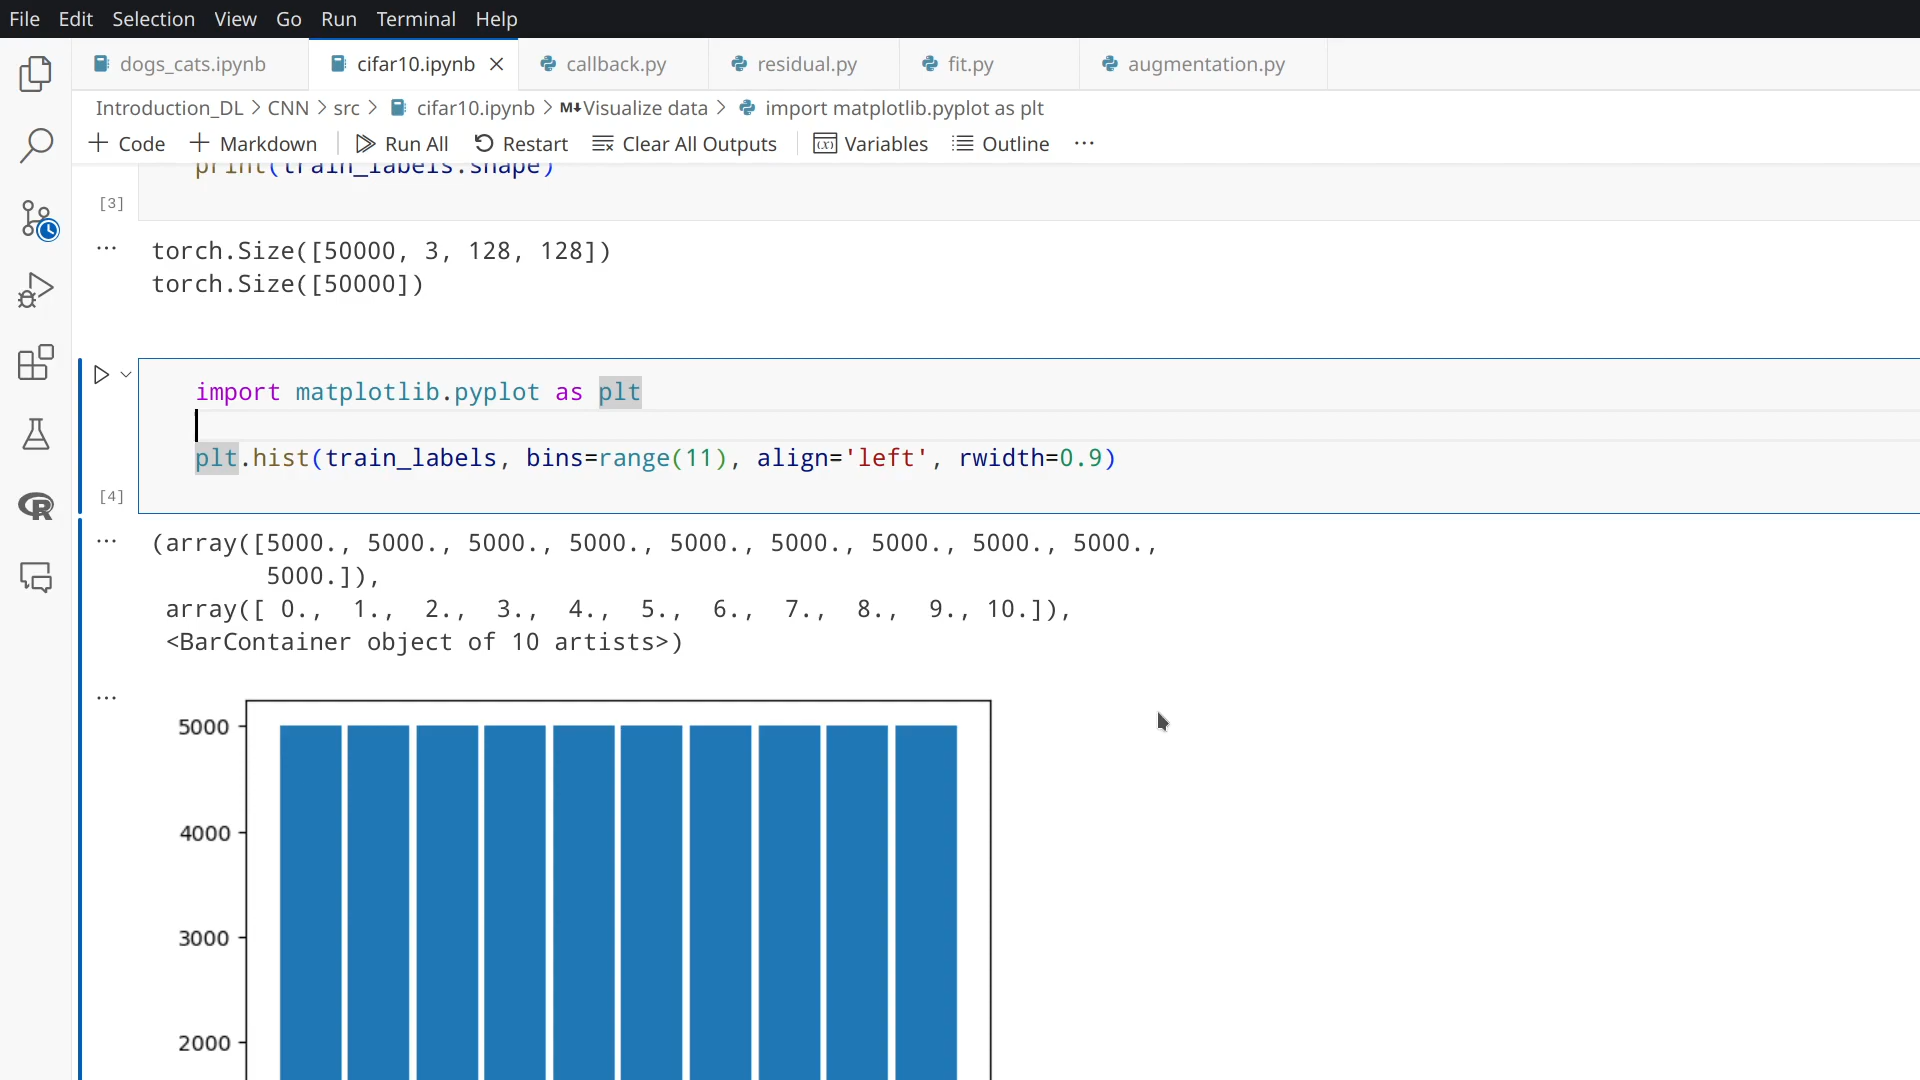 File Edit Selection View Go Run Terminal Help
dogs_cats.ipynb cifar10.ipynb callback.py residual.py fit.py augmentation.py
Introduction_DL > CNN > src > cifar10.ipynb > M↓Visualize data > import matplotlib.pyplot as plt
+ Code + Markdown Run All Restart Clear All Outputs Variables Outline ...
print(train_labels.shape)
[3]
torch.Size([50000, 3, 128, 128])
torch.Size([50000])
import matplotlib.pyplot as plt
plt.hist(train_labels, bins=range(11), align='left', rwidth=0.9)
[4]
(array([5000., 5000., 5000., 5000., 5000., 5000., 5000., 5000., 5000.,
5000.]),
array([ 0., 1., 2., 3., 4., 5., 6., 7., 8., 9., 10.]),
<BarContainer object of 10 artists>)
5000
4000
3000
2000